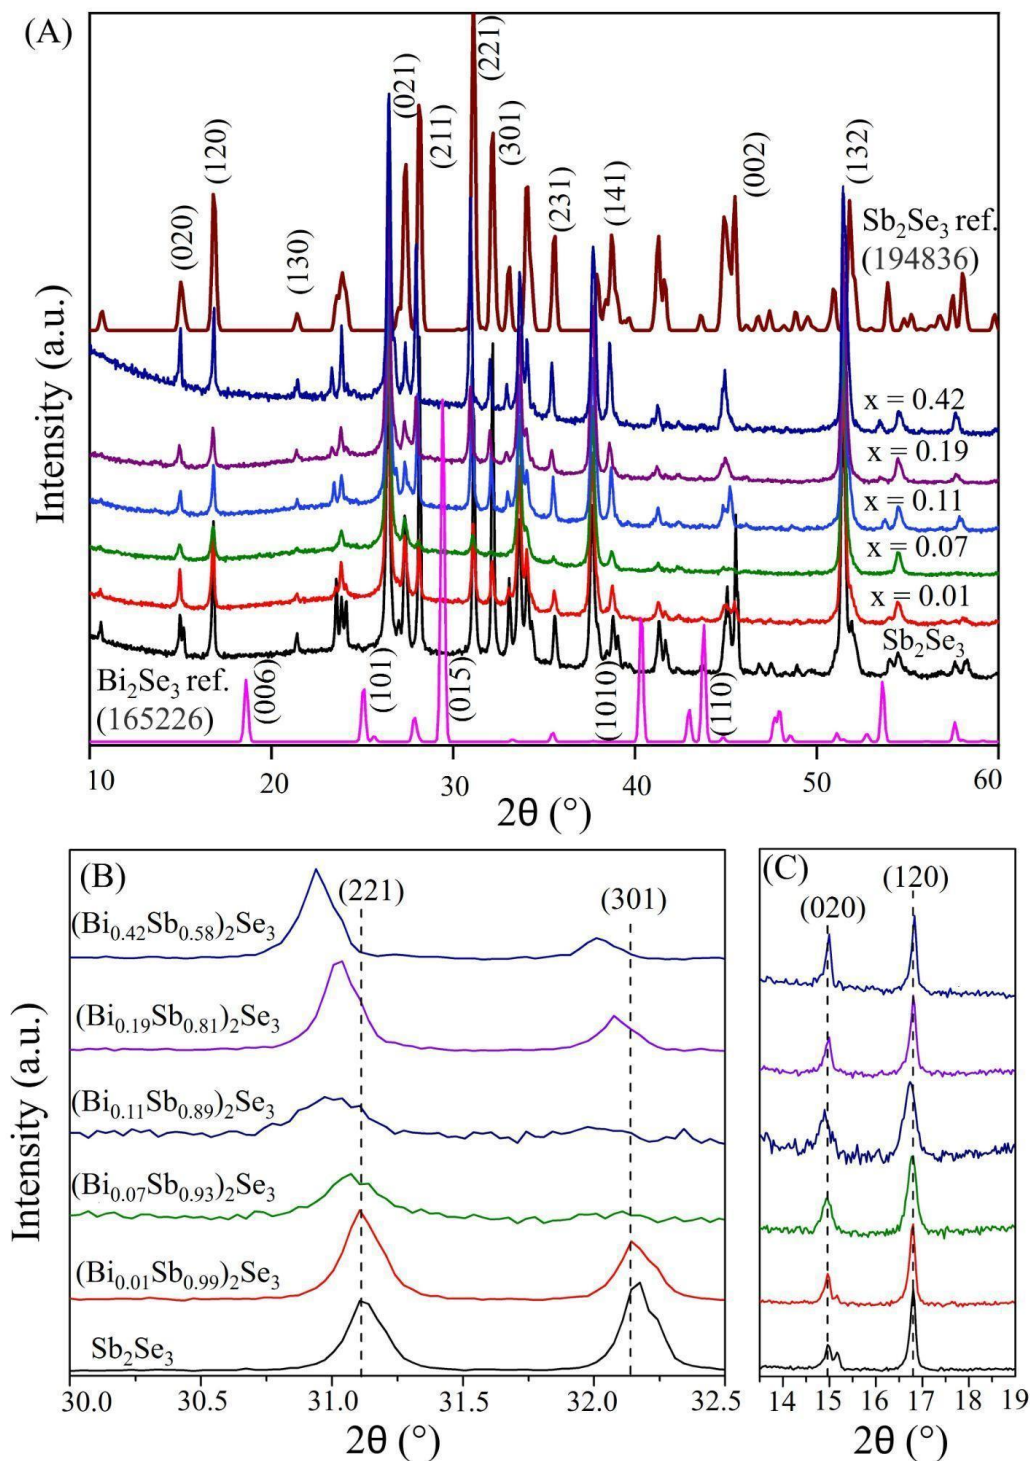 (A)
(020)
(120)
(130)
(021)
(211)
(221)
(301)
(231)
(141)
(002)
(132)
Sb₂Se₃ ref.
(194836)
x = 0.42
x = 0.19
x = 0.11
x = 0.07
x = 0.01
Sb₂Se₃
Bi₂Se₃ ref.
(165226)
(006)
(101)
(015)
(1010)
(110)
Intensity (a.u.)
10 20 30 40 50 60
2θ (°)
(B)
(221)
(301)
(Bi₀.₄₂Sb₀.₅₈)₂Se₃
(Bi₀.₁₉Sb₀.₈₁)₂Se₃
(Bi₀.₁₁Sb₀.₈₉)₂Se₃
(Bi₀.₀₇Sb₀.₉₃)₂Se₃
(Bi₀.₀₁Sb₀.₉₉)₂Se₃
Sb₂Se₃
Intensity (a.u.)
30.0 30.5 31.0 31.5 32.0 32.5
2θ (°)
(C)
(020)
(120)
14 15 16 17 18 19
2θ (°)